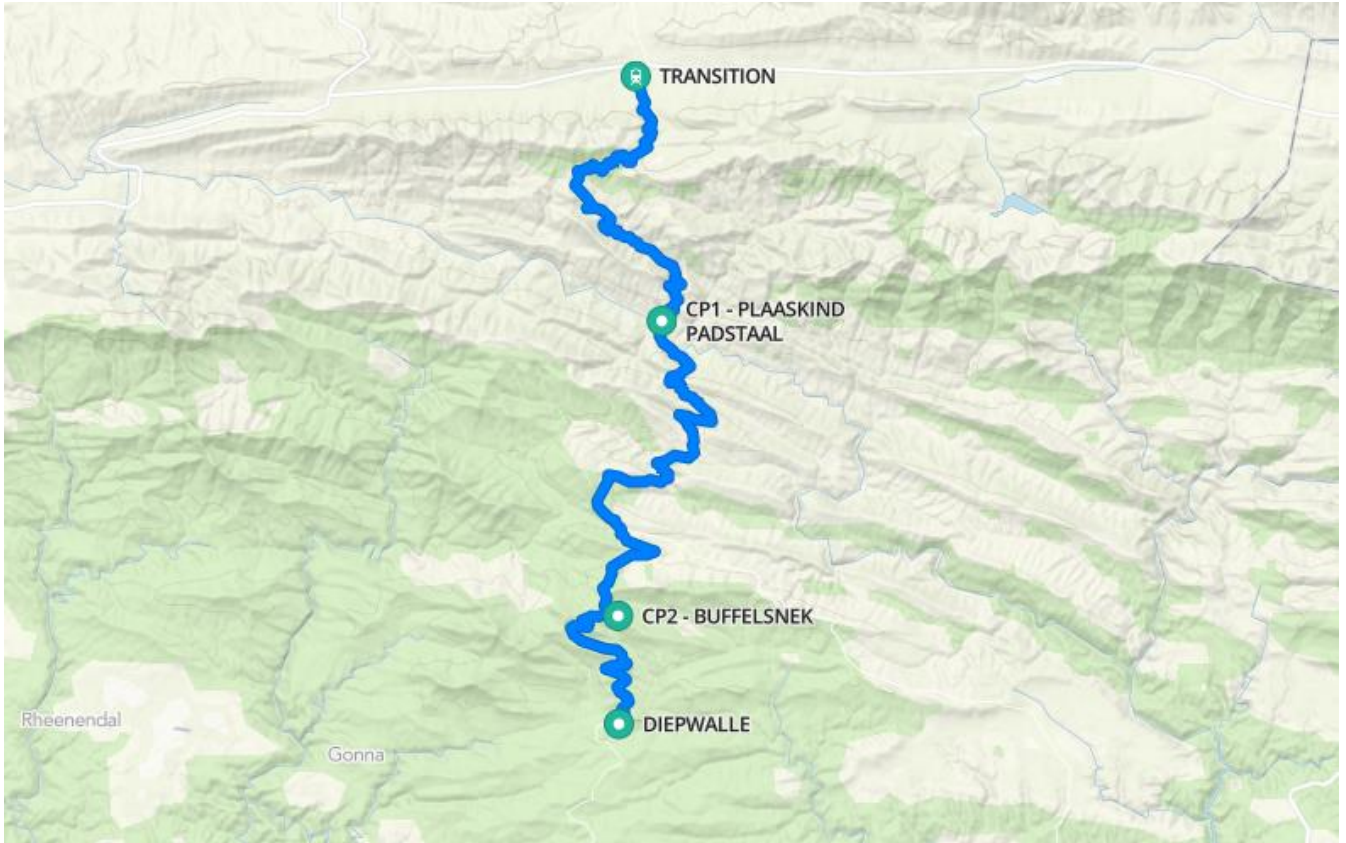 TRANSITION
CP1 - PLAASKIND
PADSTAAL
CP2 - BUFFELSNEK
Rheenendal
DIEPWALLE
Gonna